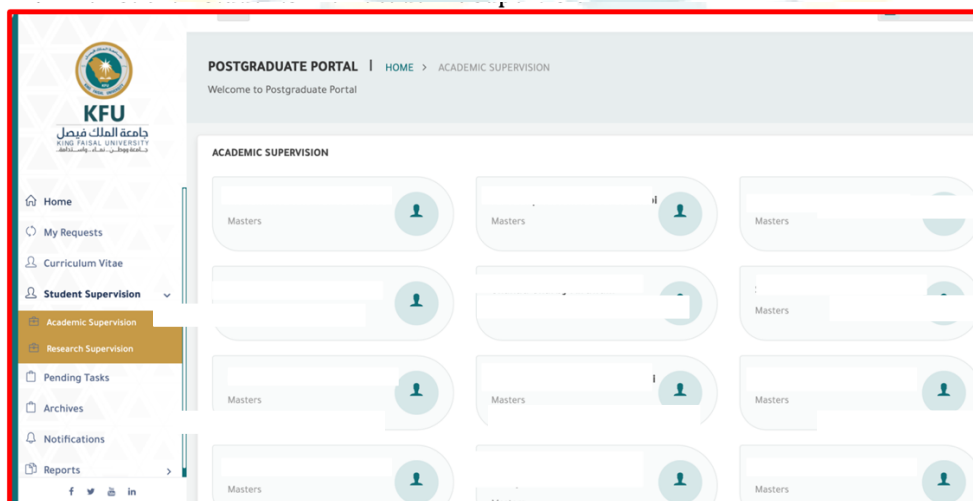 KFU
جامعة الملك فيصل
KING FAISAL UNIVERSITY
POSTGRADUATE PORTAL | HOME > ACADEMIC SUPERVISION
Welcome to Postgraduate Portal
Home
My Requests
Curriculum Vitae
Student Supervision
Academic Supervision
Research Supervision
Pending Tasks
Archives
Notifications
Reports
ACADEMIC SUPERVISION
Masters
Masters
Masters
Masters
Masters
Masters
Masters
Masters
Masters